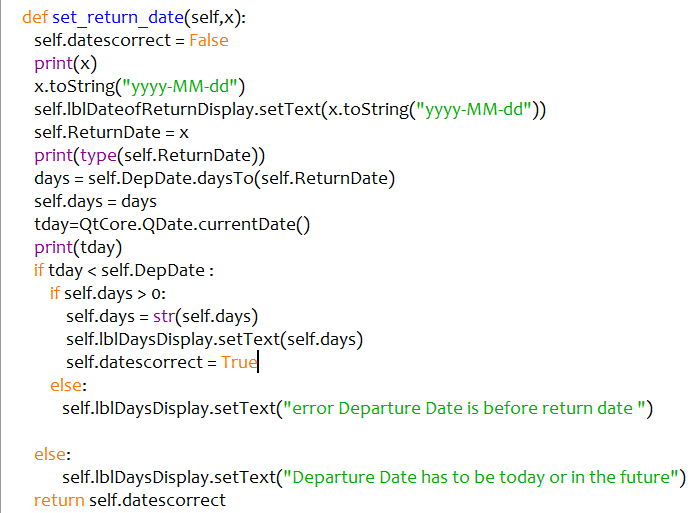 def set_return_date(self,x):
self.datescorrect = False
print(x)
x.toString("yyyy-MM-dd")
self.lblDateofReturnDisplay.setText(x.toString("yyyy-MM-dd"))
self.ReturnDate = x
print(type(self.ReturnDate))
days = self.DepDate.daysTo(self.ReturnDate)
self.days = days
tday=QtCore.QDate.currentDate()
print(tday)
if tday < self.DepDate :
if self.days > 0:
self.days = str(self.days)
self.lblDaysDisplay.setText(self.days)
self.datescorrect = True
else:
self.lblDaysDisplay.setText("error Departure Date is before return date ")
else:
self.lblDaysDisplay.setText("Departure Date has to be today or in the future")
return self.datescorrect